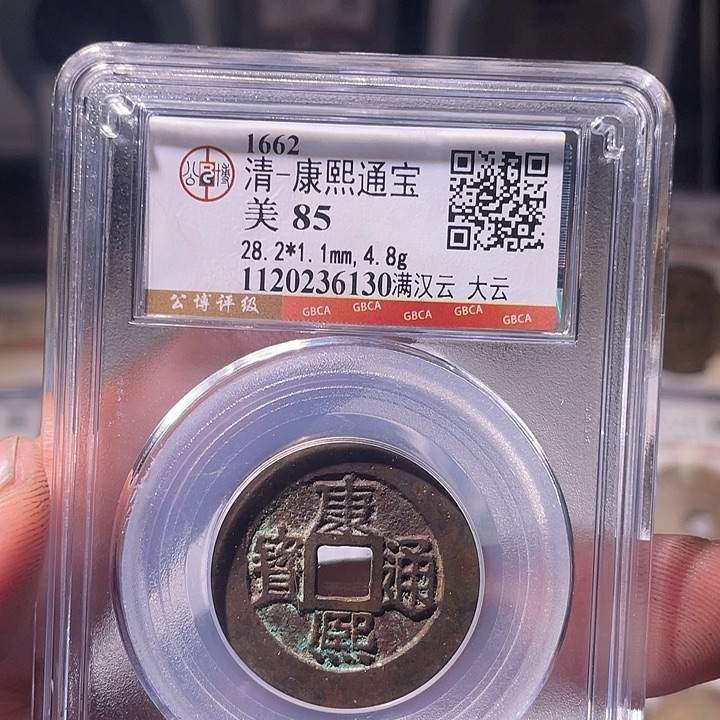 1662
公博
清-康熙通宝
美 85
28.2*1.1mm,4.8g
1120236130满汉云 大云
公博评级 GBCA GBCA GBCA GBCA GBCA
康熙通寶